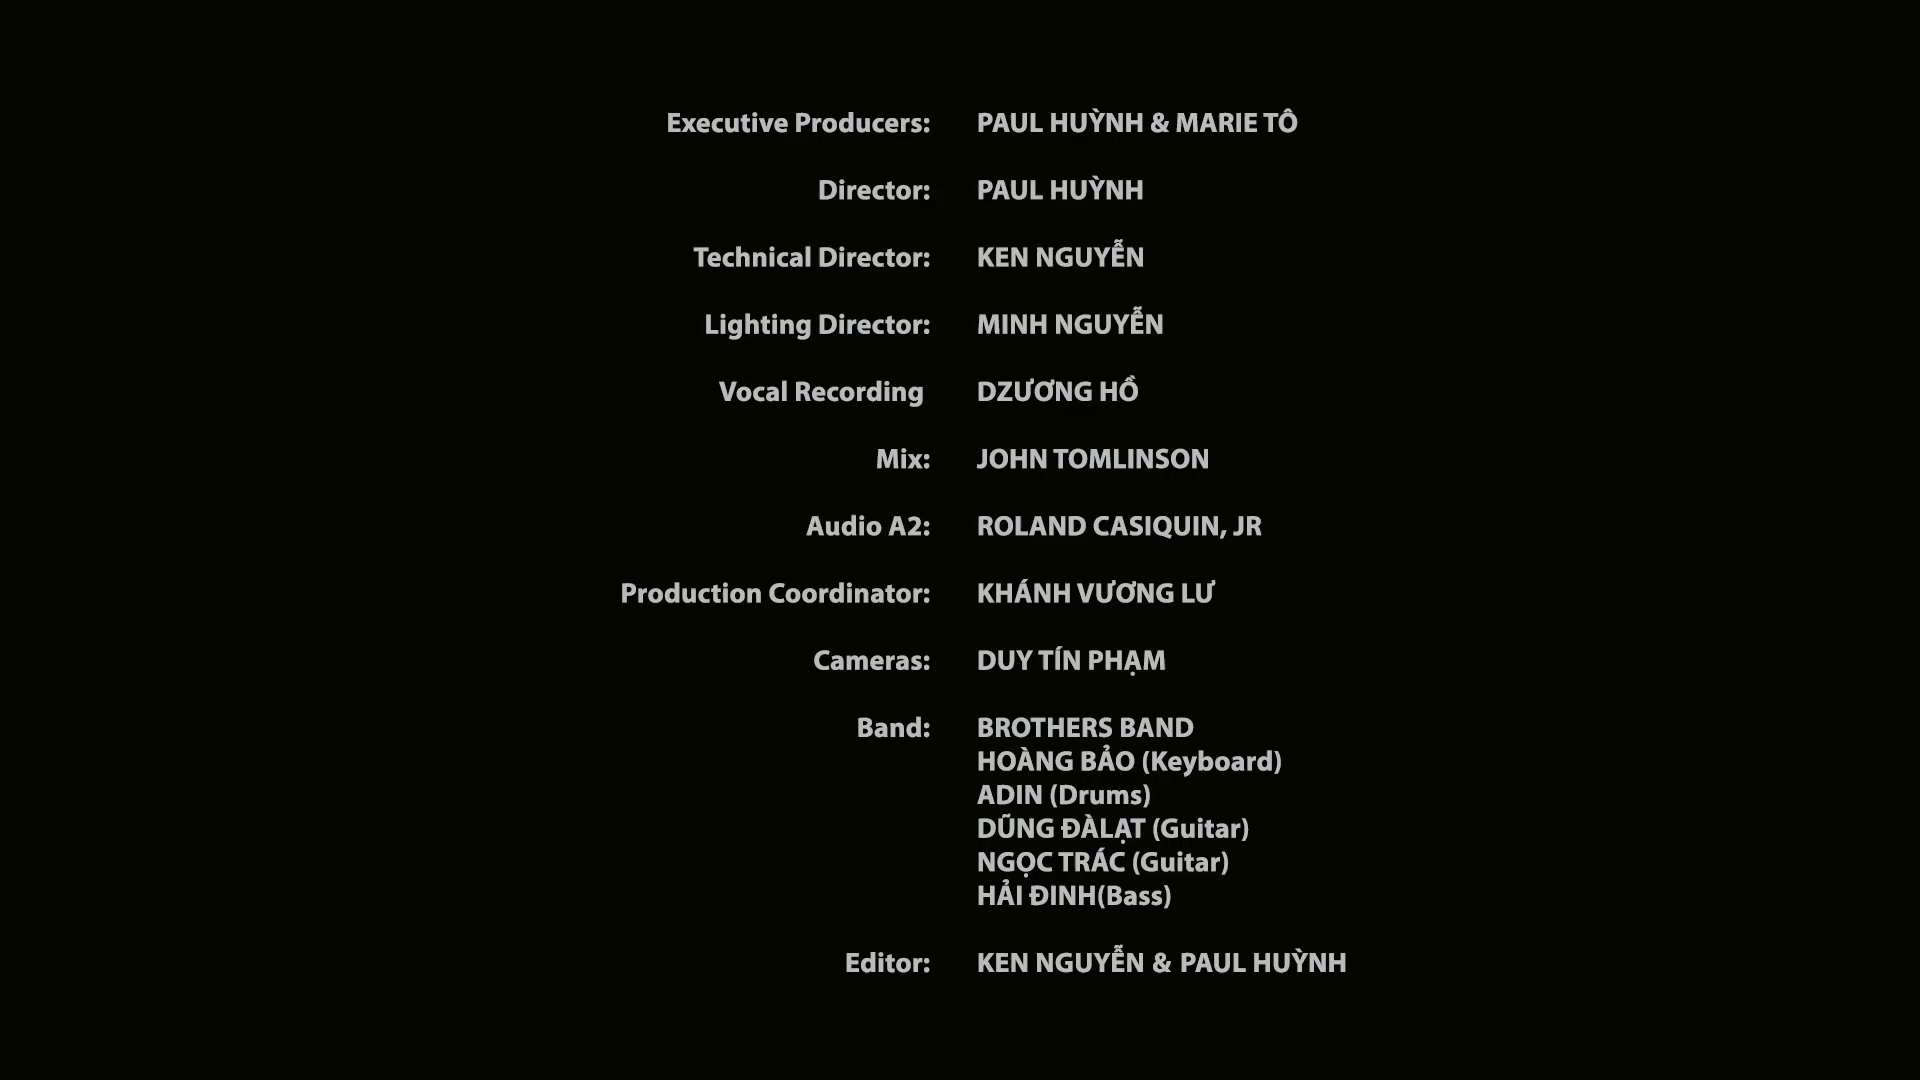 Executive Producers: PAUL HUỲNH & MARIE TÔ
Director: PAUL HUỲNH
Technical Director: KEN NGUYỄN
Lighting Director: MINH NGUYỄN
Vocal Recording DZƯƠNG HỒ
Mix: JOHN TOMLINSON
Audio A2: ROLAND CASIQUIN, JR
Production Coordinator: KHÁNH VƯƠNG LƯ
Cameras: DUY TÍN PHẠM
Band: BROTHERS BAND
HOÀNG BẢO (Keyboard)
ADIN (Drums)
DŨNG ĐÀLẠT (Guitar)
NGỌC TRÁC (Guitar)
HẢI ĐINH(Bass)
Editor: KEN NGUYỄN & PAUL HUỲNH